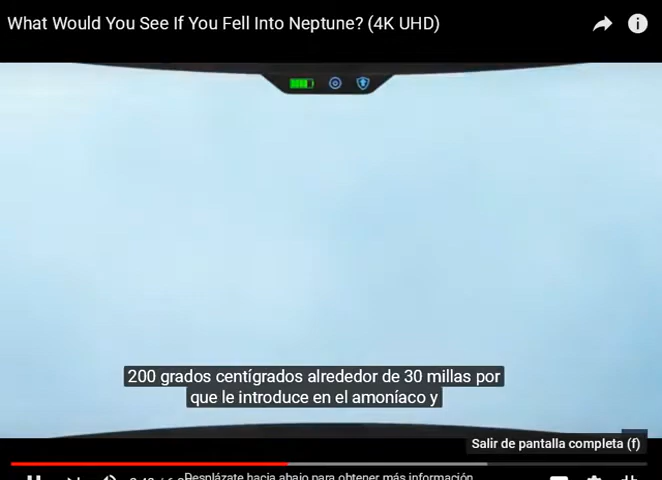 What Would You See If You Fell Into Neptune? (4K UHD)
200 grados centígrados alrededor de 30 millas por
que le introduce en el amoníaco y
Salir de pantalla completa (f)
Desplázate hacia abajo para obtener más información